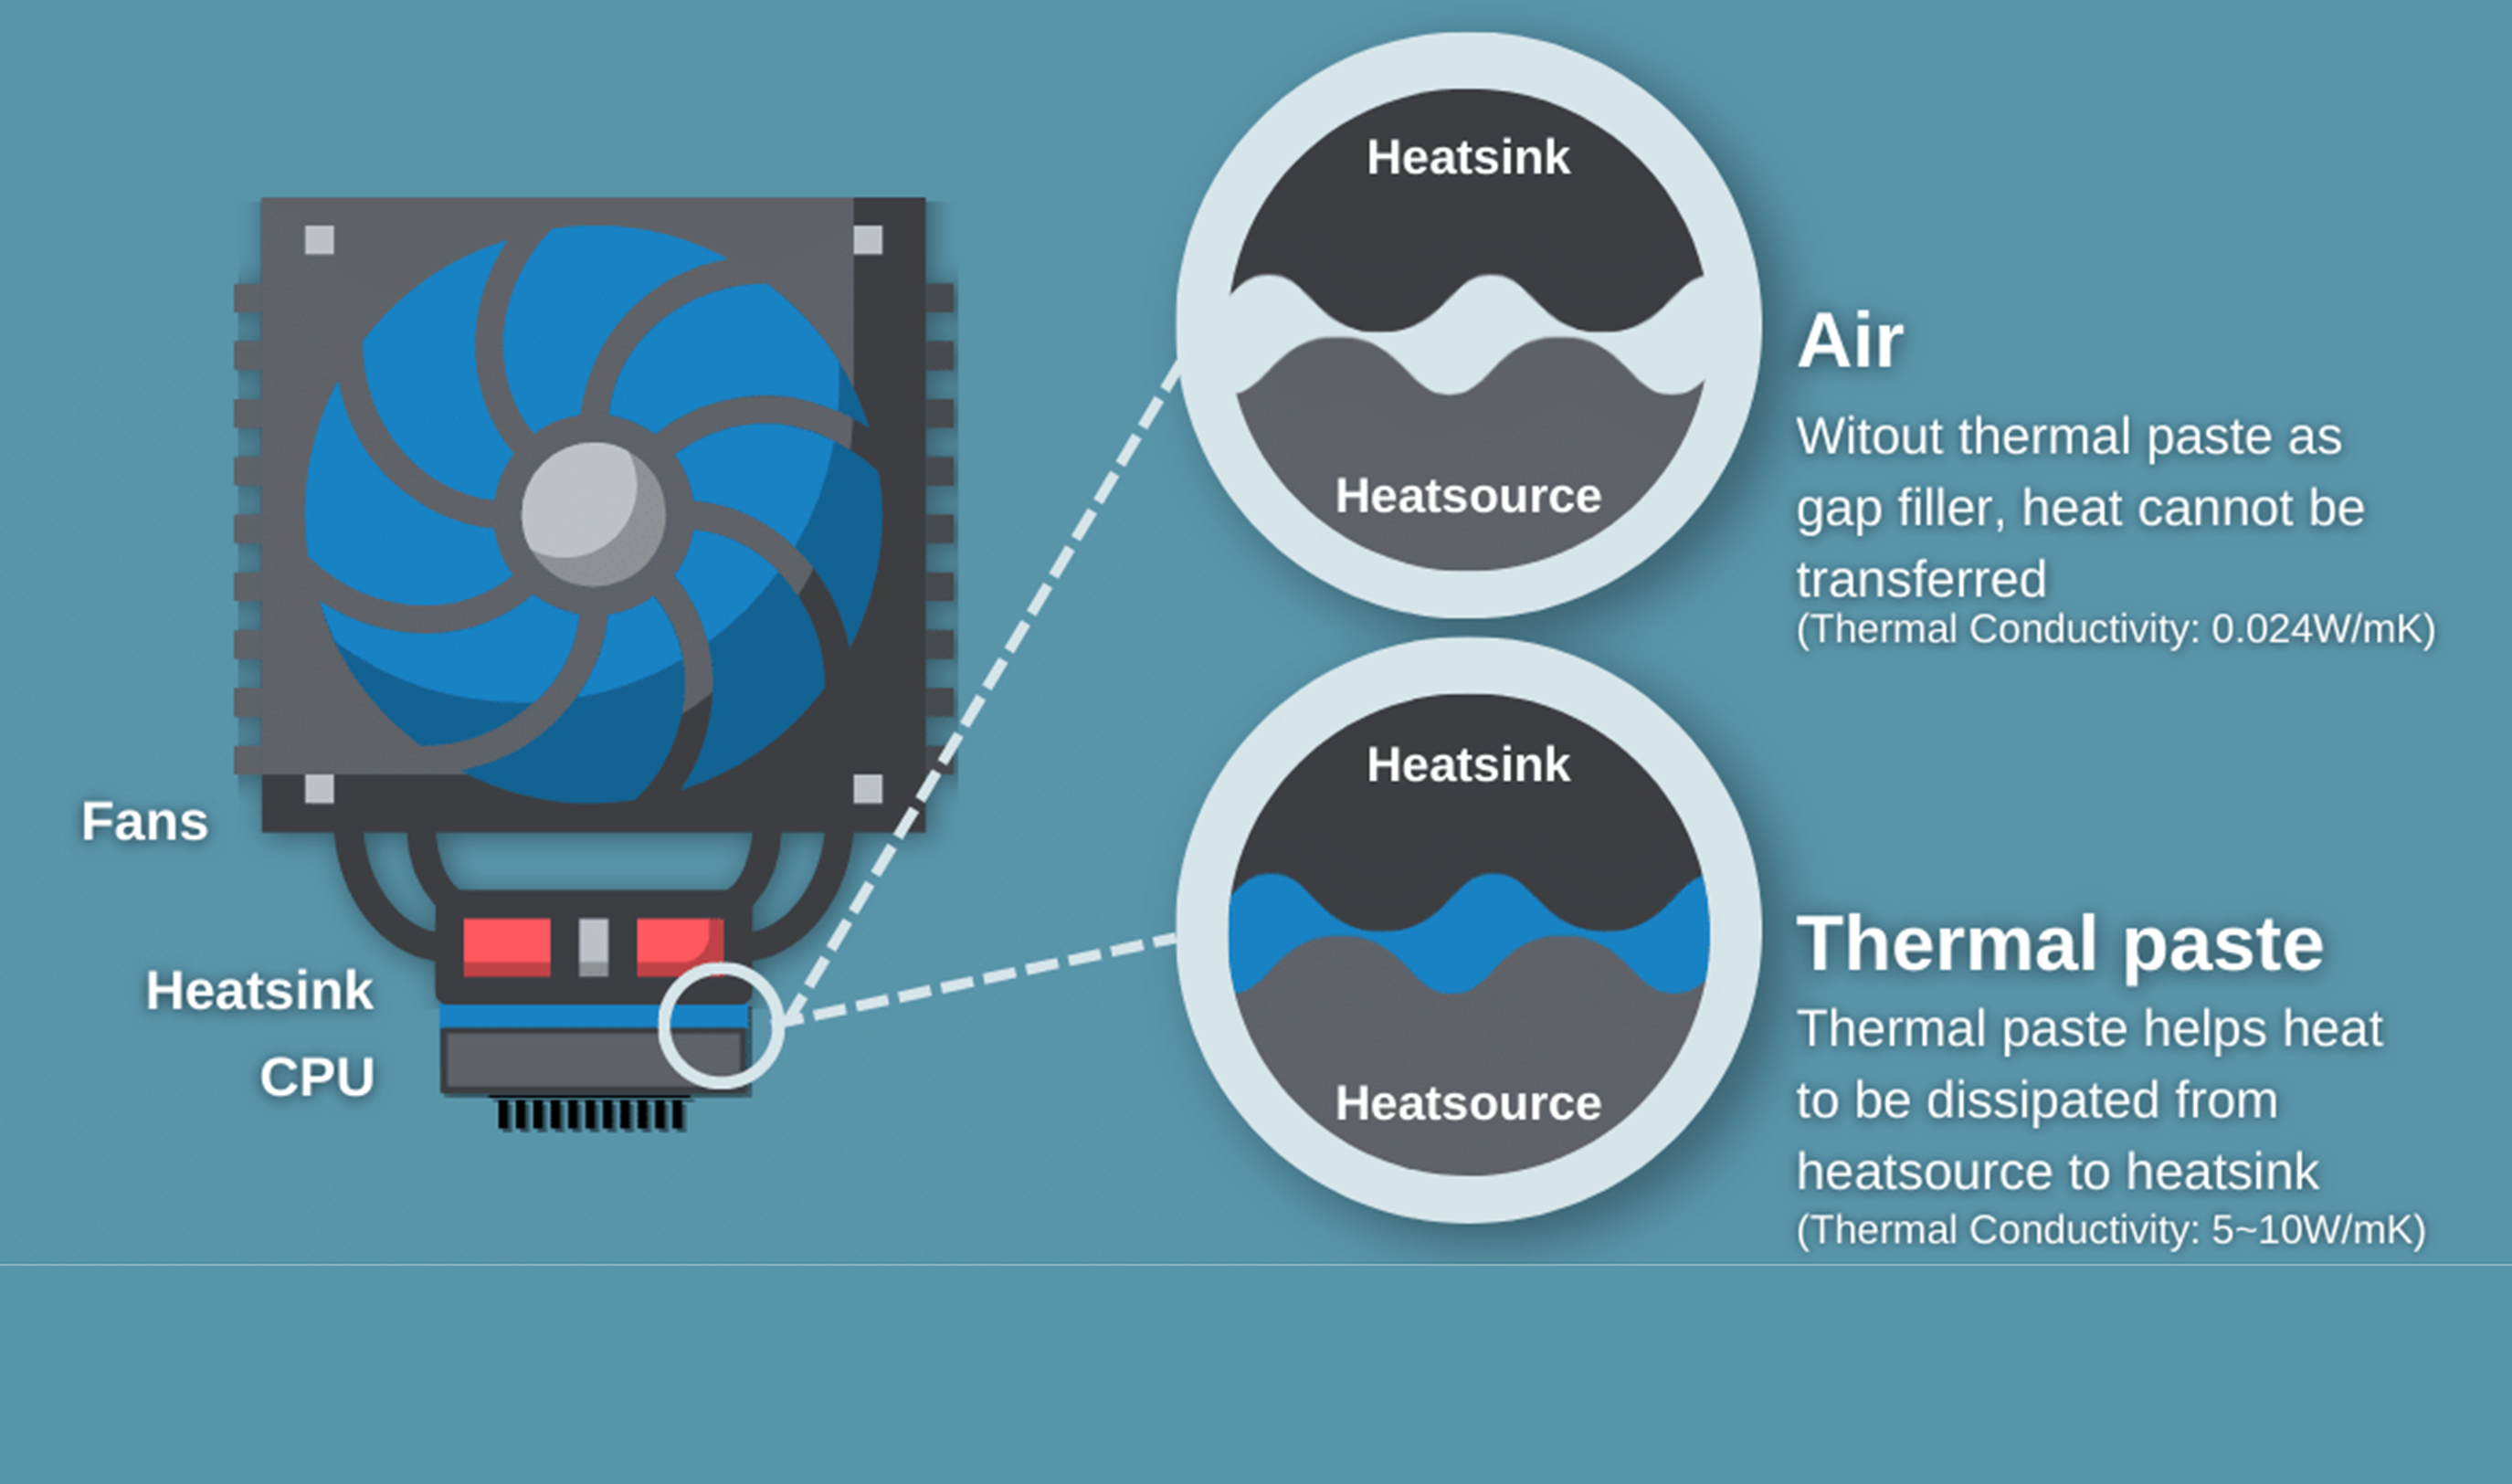 Heatsink
Heatsource
Air
Witout thermal paste as
gap filler, heat cannot be
transferred
(Thermal Conductivity: 0.024W/mK)
Fans
Heatsink
CPU
Heatsink
Heatsource
Thermal paste
Thermal paste helps heat
to be dissipated from
heatsource to heatsink
(Thermal Conductivity: 5~10W/mK)